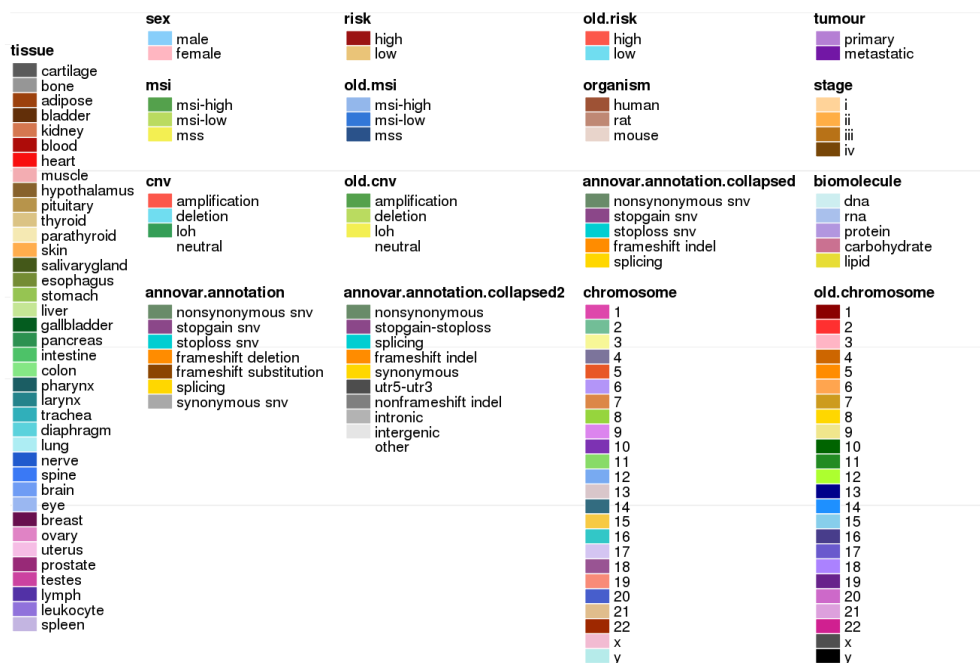 tissue
cartilage
bone
adipose
bladder
kidney
blood
heart
muscle
hypothalamus
pituitary
thyroid
parathyroid
skin
salivarygland
esophagus
stomach
liver
gallbladder
pancreas
intestine
colon
pharynx
larynx
trachea
diaphragm
lung
nerve
spine
brain
eye
breast
ovary
uterus
prostate
testes
lymph
leukocyte
spleen
sex
male
female
risk
high
low
old.risk
high
low
tumour
primary
metastatic
msi
msi-high
msi-low
mss
old.msi
msi-high
msi-low
mss
organism
human
rat
mouse
stage
i
ii
iii
iv
cnv
amplification
deletion
loh
neutral
old.cnv
amplification
deletion
loh
neutral
annovar.annotation.collapsed
nonsynonymous snv
stopgain snv
stoploss snv
frameshift indel
splicing
biomolecule
dna
rna
protein
carbohydrate
lipid
annovar.annotation
nonsynonymous snv
stopgain snv
stoploss snv
frameshift deletion
frameshift substitution
splicing
synonymous snv
annovar.annotation.collapsed2
nonsynonymous
stopgain-stoploss
splicing
frameshift indel
synonymous
utr5-utr3
nonframeshift indel
intronic
intergenic
other
chromosome
1
2
3
4
5
6
7
8
9
10
11
12
13
14
15
16
17
18
19
20
21
22
x
y
old.chromosome
1
2
3
4
5
6
7
8
9
10
11
12
13
14
15
16
17
18
19
20
21
22
x
y